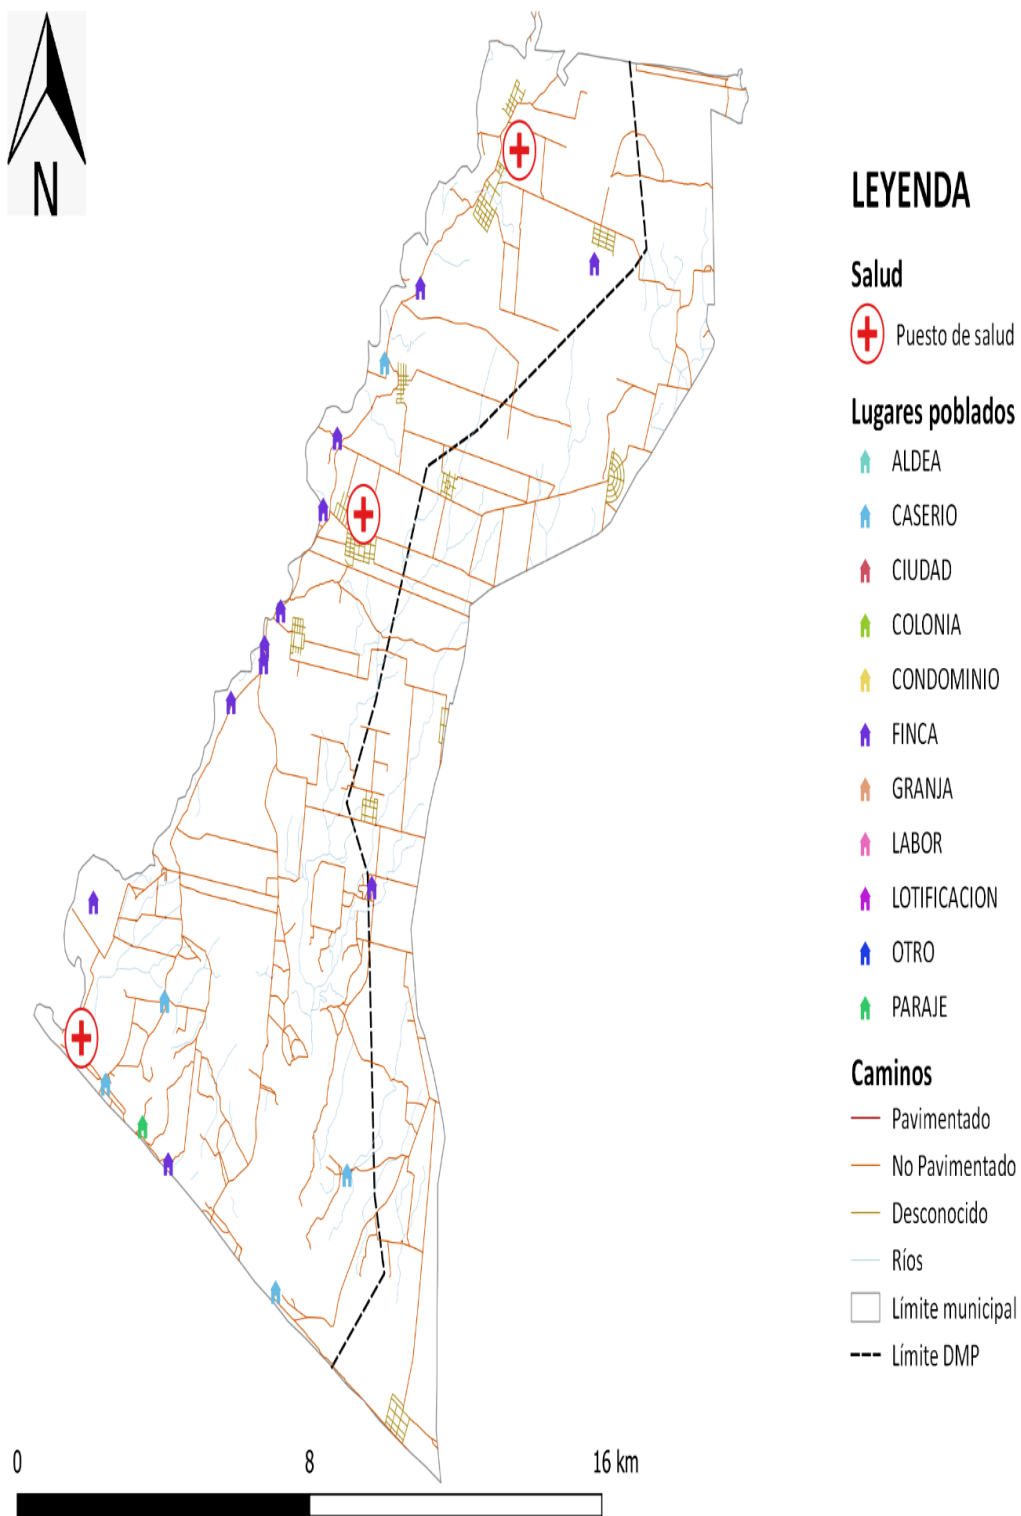 N
LEYENDA
Salud
Puesto de salud
Lugares poblados
ALDEA
CASERIO
CIUDAD
COLONIA
CONDOMINIO
FINCA
GRANJA
LABOR
LOTIFICACION
OTRO
PARAJE
Caminos
Pavimentado
No Pavimentado
Desconocido
Ríos
Límite municipal
Límite DMP
0 8 16 km